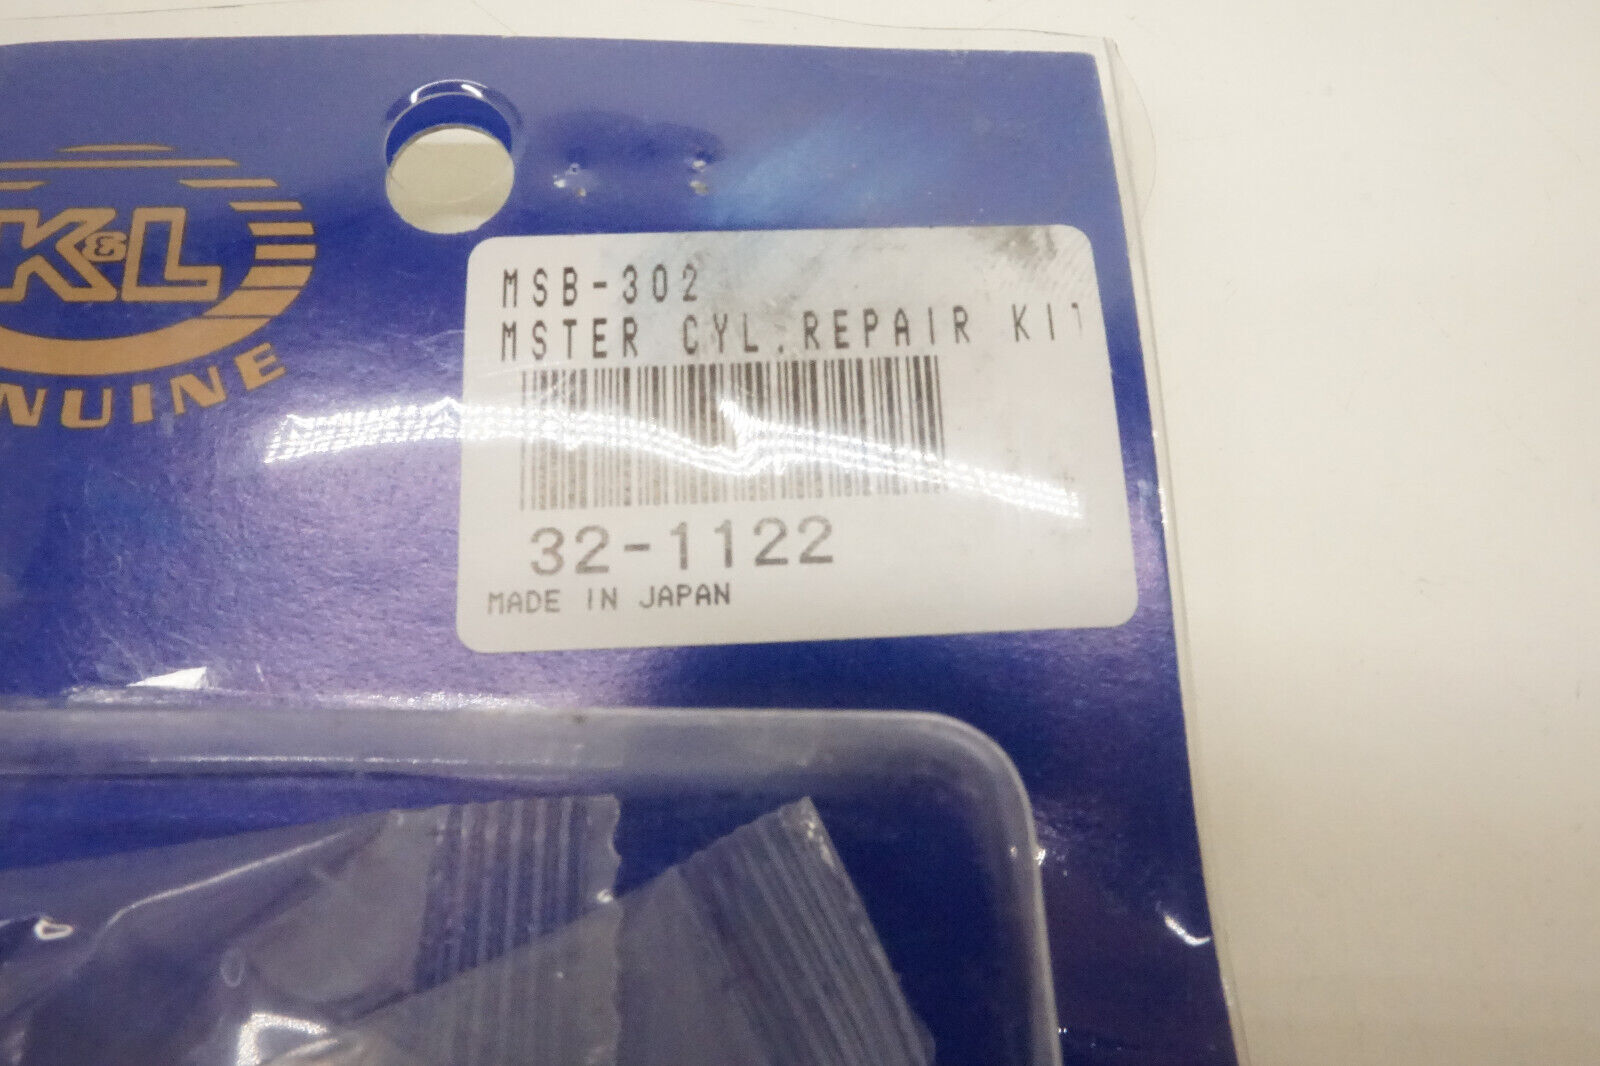 K&L
NUINE
MSB-302
MSTER CYL.REPAIR KIT
32-1122
MADE IN JAPAN